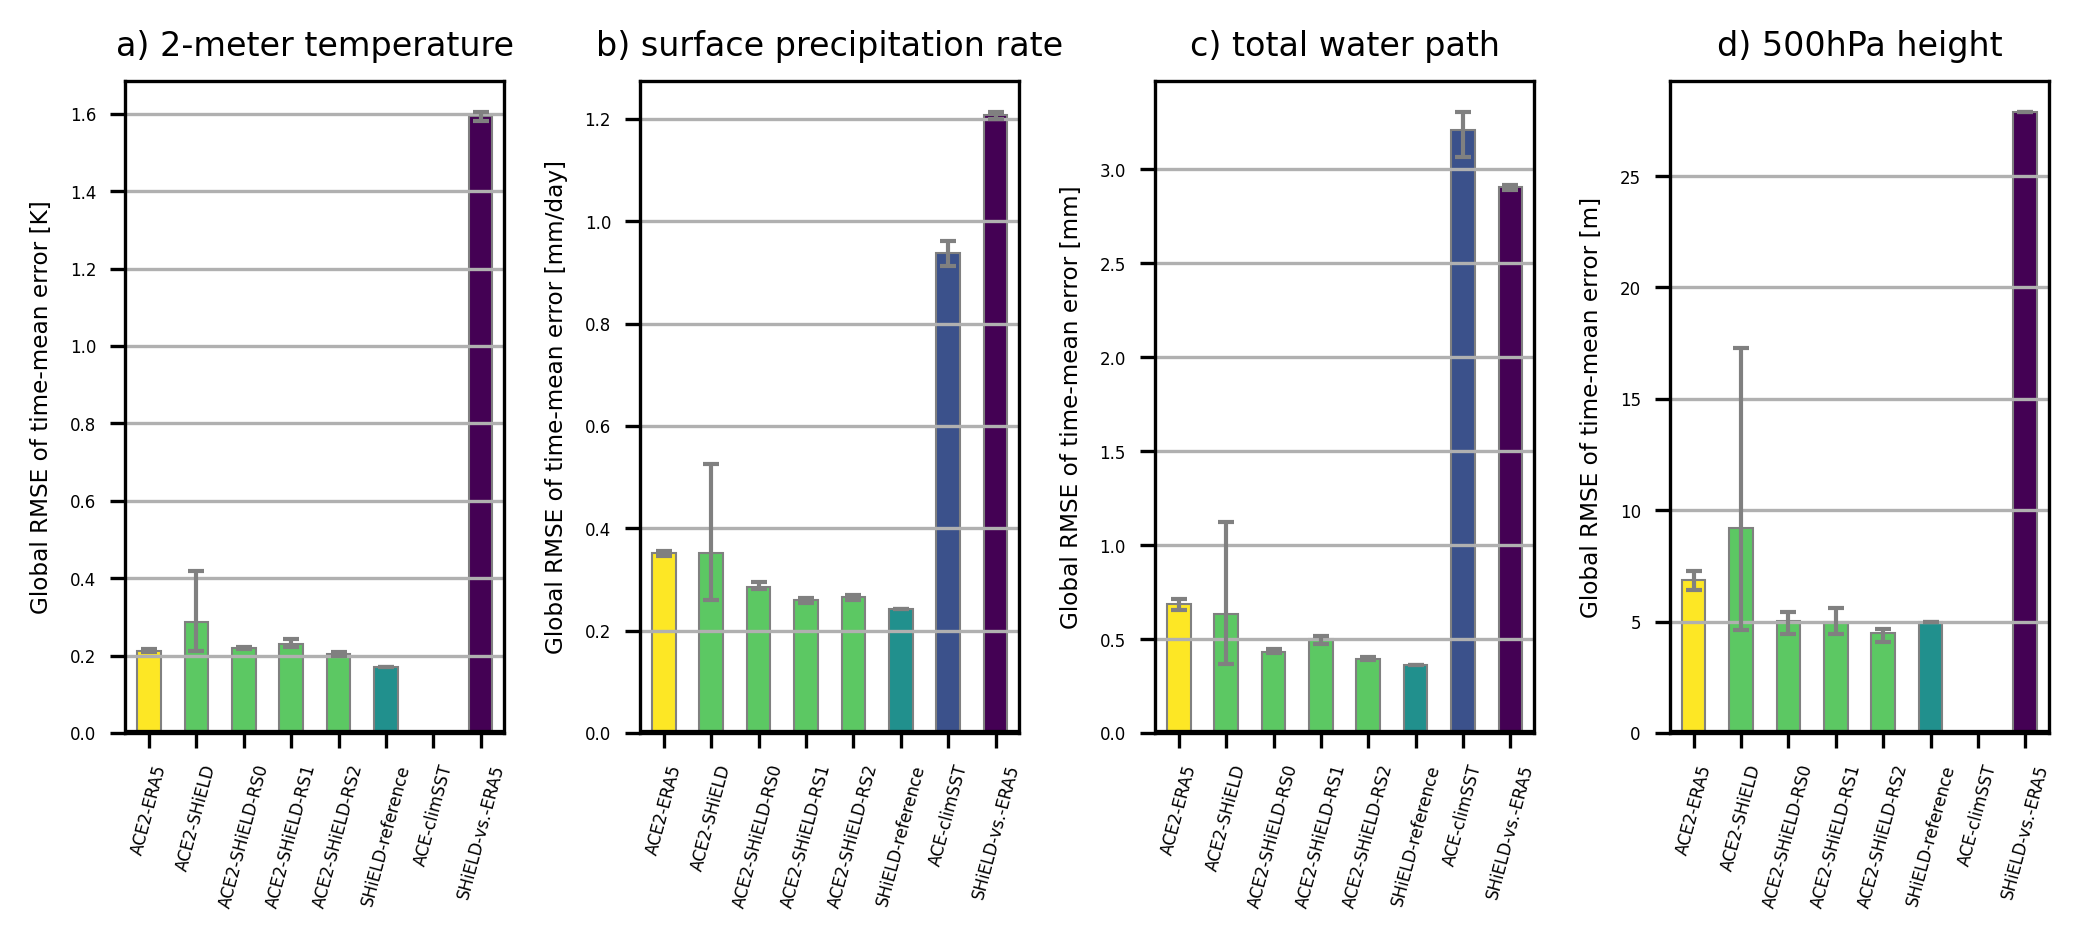 a) 2-meter temperature
Global RMSE of time-mean error [K]
1.6
1.4
1.2
1.0
0.8
0.6
0.4
0.2
0.0
ACE2-ERA5
ACE2-SHiELD
ACE2-SHiELD-RS0
ACE2-SHiELD-RS1
ACE2-SHiELD-RS2
SHiELD-reference
ACE-climSST
SHiELD-vs.-ERA5
b) surface precipitation rate
Global RMSE of time-mean error [mm/day]
1.2
1.0
0.8
0.6
0.4
0.2
0.0
ACE2-ERA5
ACE2-SHiELD
ACE2-SHiELD-RS0
ACE2-SHiELD-RS1
ACE2-SHiELD-RS2
SHiELD-reference
ACE-climSST
SHiELD-vs.-ERA5
c) total water path
Global RMSE of time-mean error [mm]
3.0
2.5
2.0
1.5
1.0
0.5
0.0
ACE2-ERA5
ACE2-SHiELD
ACE2-SHiELD-RS0
ACE2-SHiELD-RS1
ACE2-SHiELD-RS2
SHiELD-reference
ACE-climSST
SHiELD-vs.-ERA5
d) 500hPa height
Global RMSE of time-mean error [m]
25
20
15
10
5
0
ACE2-ERA5
ACE2-SHiELD
ACE2-SHiELD-RS0
ACE2-SHiELD-RS1
ACE2-SHiELD-RS2
SHiELD-reference
ACE-climSST
SHiELD-vs.-ERA5